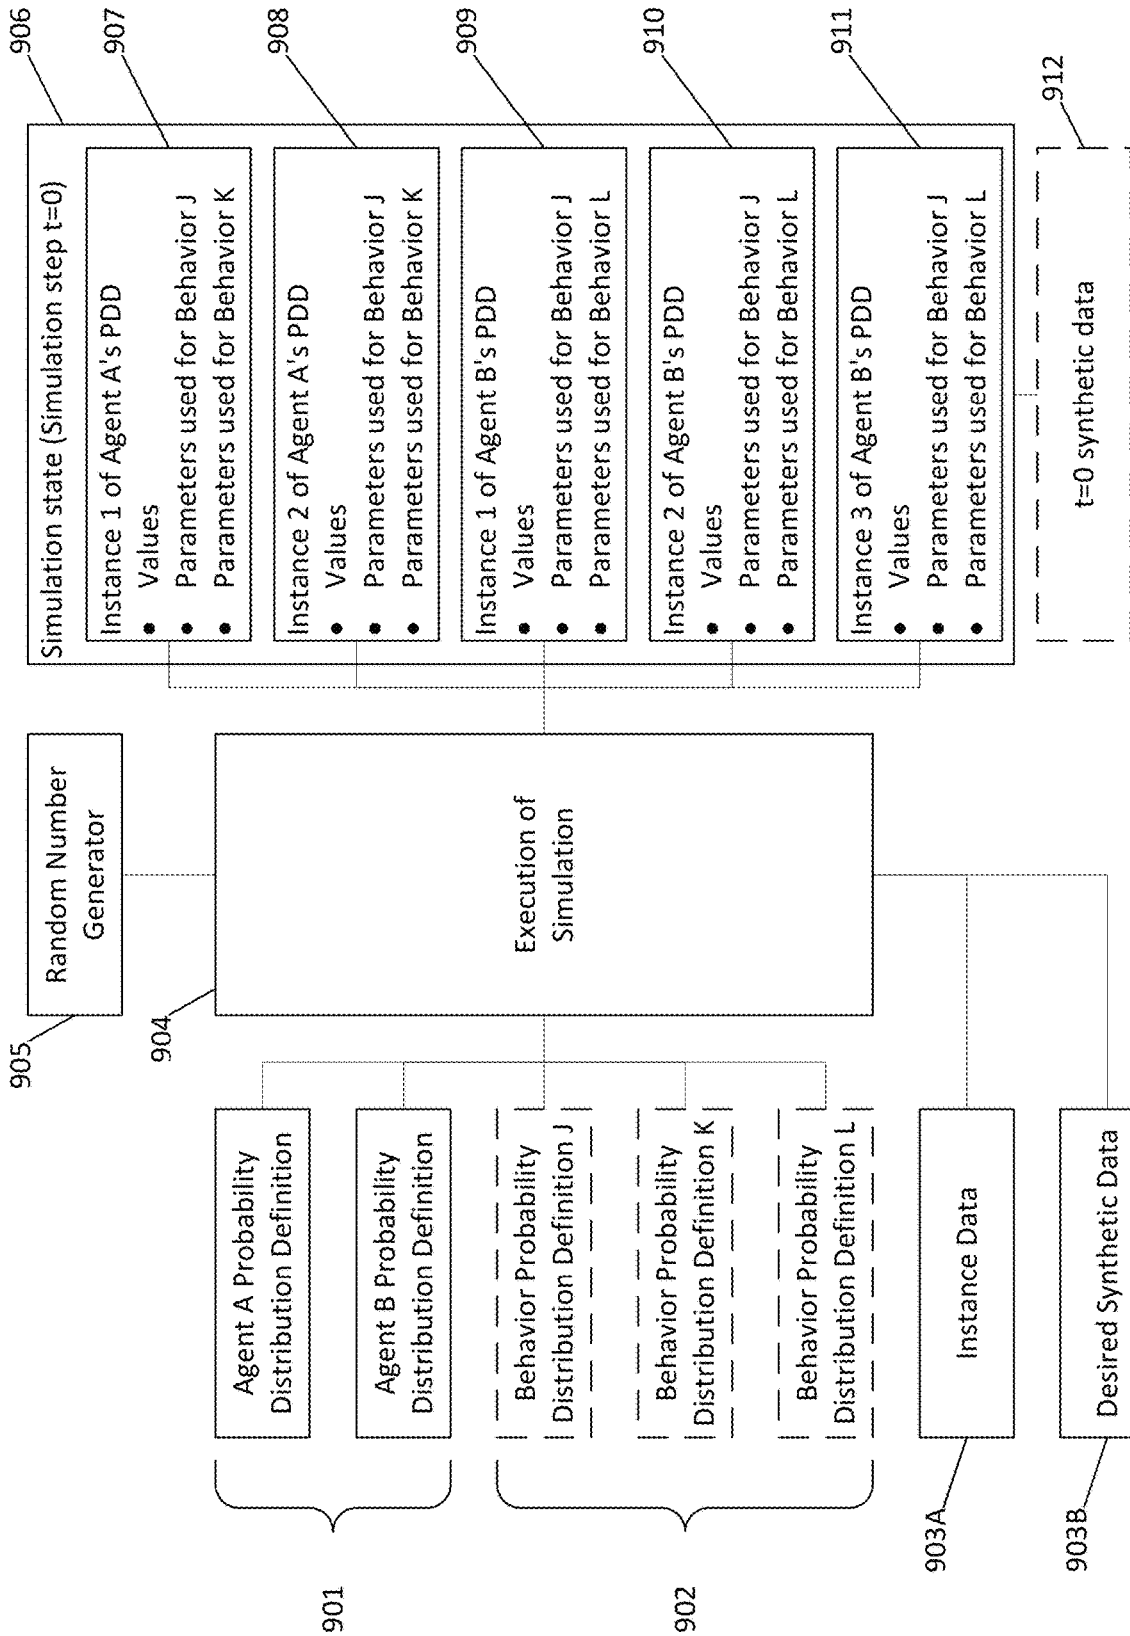 901
Agent A Probability
Distribution Definition
Agent B Probability
Distribution Definition
902
Behavior Probability
Distribution Definition J
Behavior Probability
Distribution Definition K
Behavior Probability
Distribution Definition L
903A
Instance Data
903B
Desired Synthetic Data
905
Random Number
Generator
904
Execution of
Simulation
906
Simulation state (Simulation step t=0)
907
Instance 1 of Agent A's PDD
• Values
• Parameters used for Behavior J
• Parameters used for Behavior K
908
Instance 2 of Agent A's PDD
• Values
• Parameters used for Behavior J
• Parameters used for Behavior K
909
Instance 1 of Agent B's PDD
• Values
• Parameters used for Behavior J
• Parameters used for Behavior L
910
Instance 2 of Agent B's PDD
• Values
• Parameters used for Behavior J
• Parameters used for Behavior L
911
Instance 3 of Agent B's PDD
• Values
• Parameters used for Behavior J
• Parameters used for Behavior L
912
t=0 synthetic data